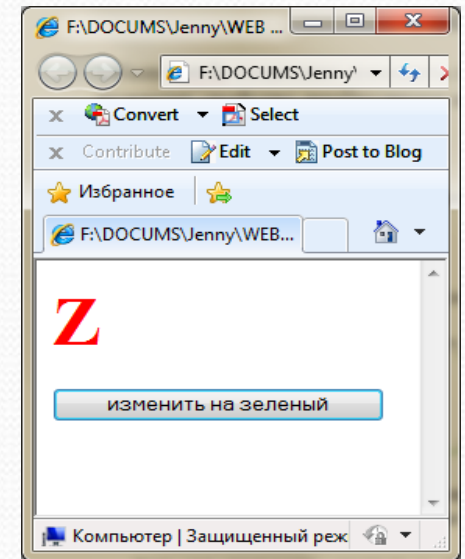 F:\DOCUMS\Jenny\WEB ...
F:\DOCUMS\Jenny'
x Convert Select
x Contribute Edit Post to Blog
Избранное
F:\DOCUMS\Jenny\WEB...
Z
изменить на зеленый
Компьютер | Защищенный реж